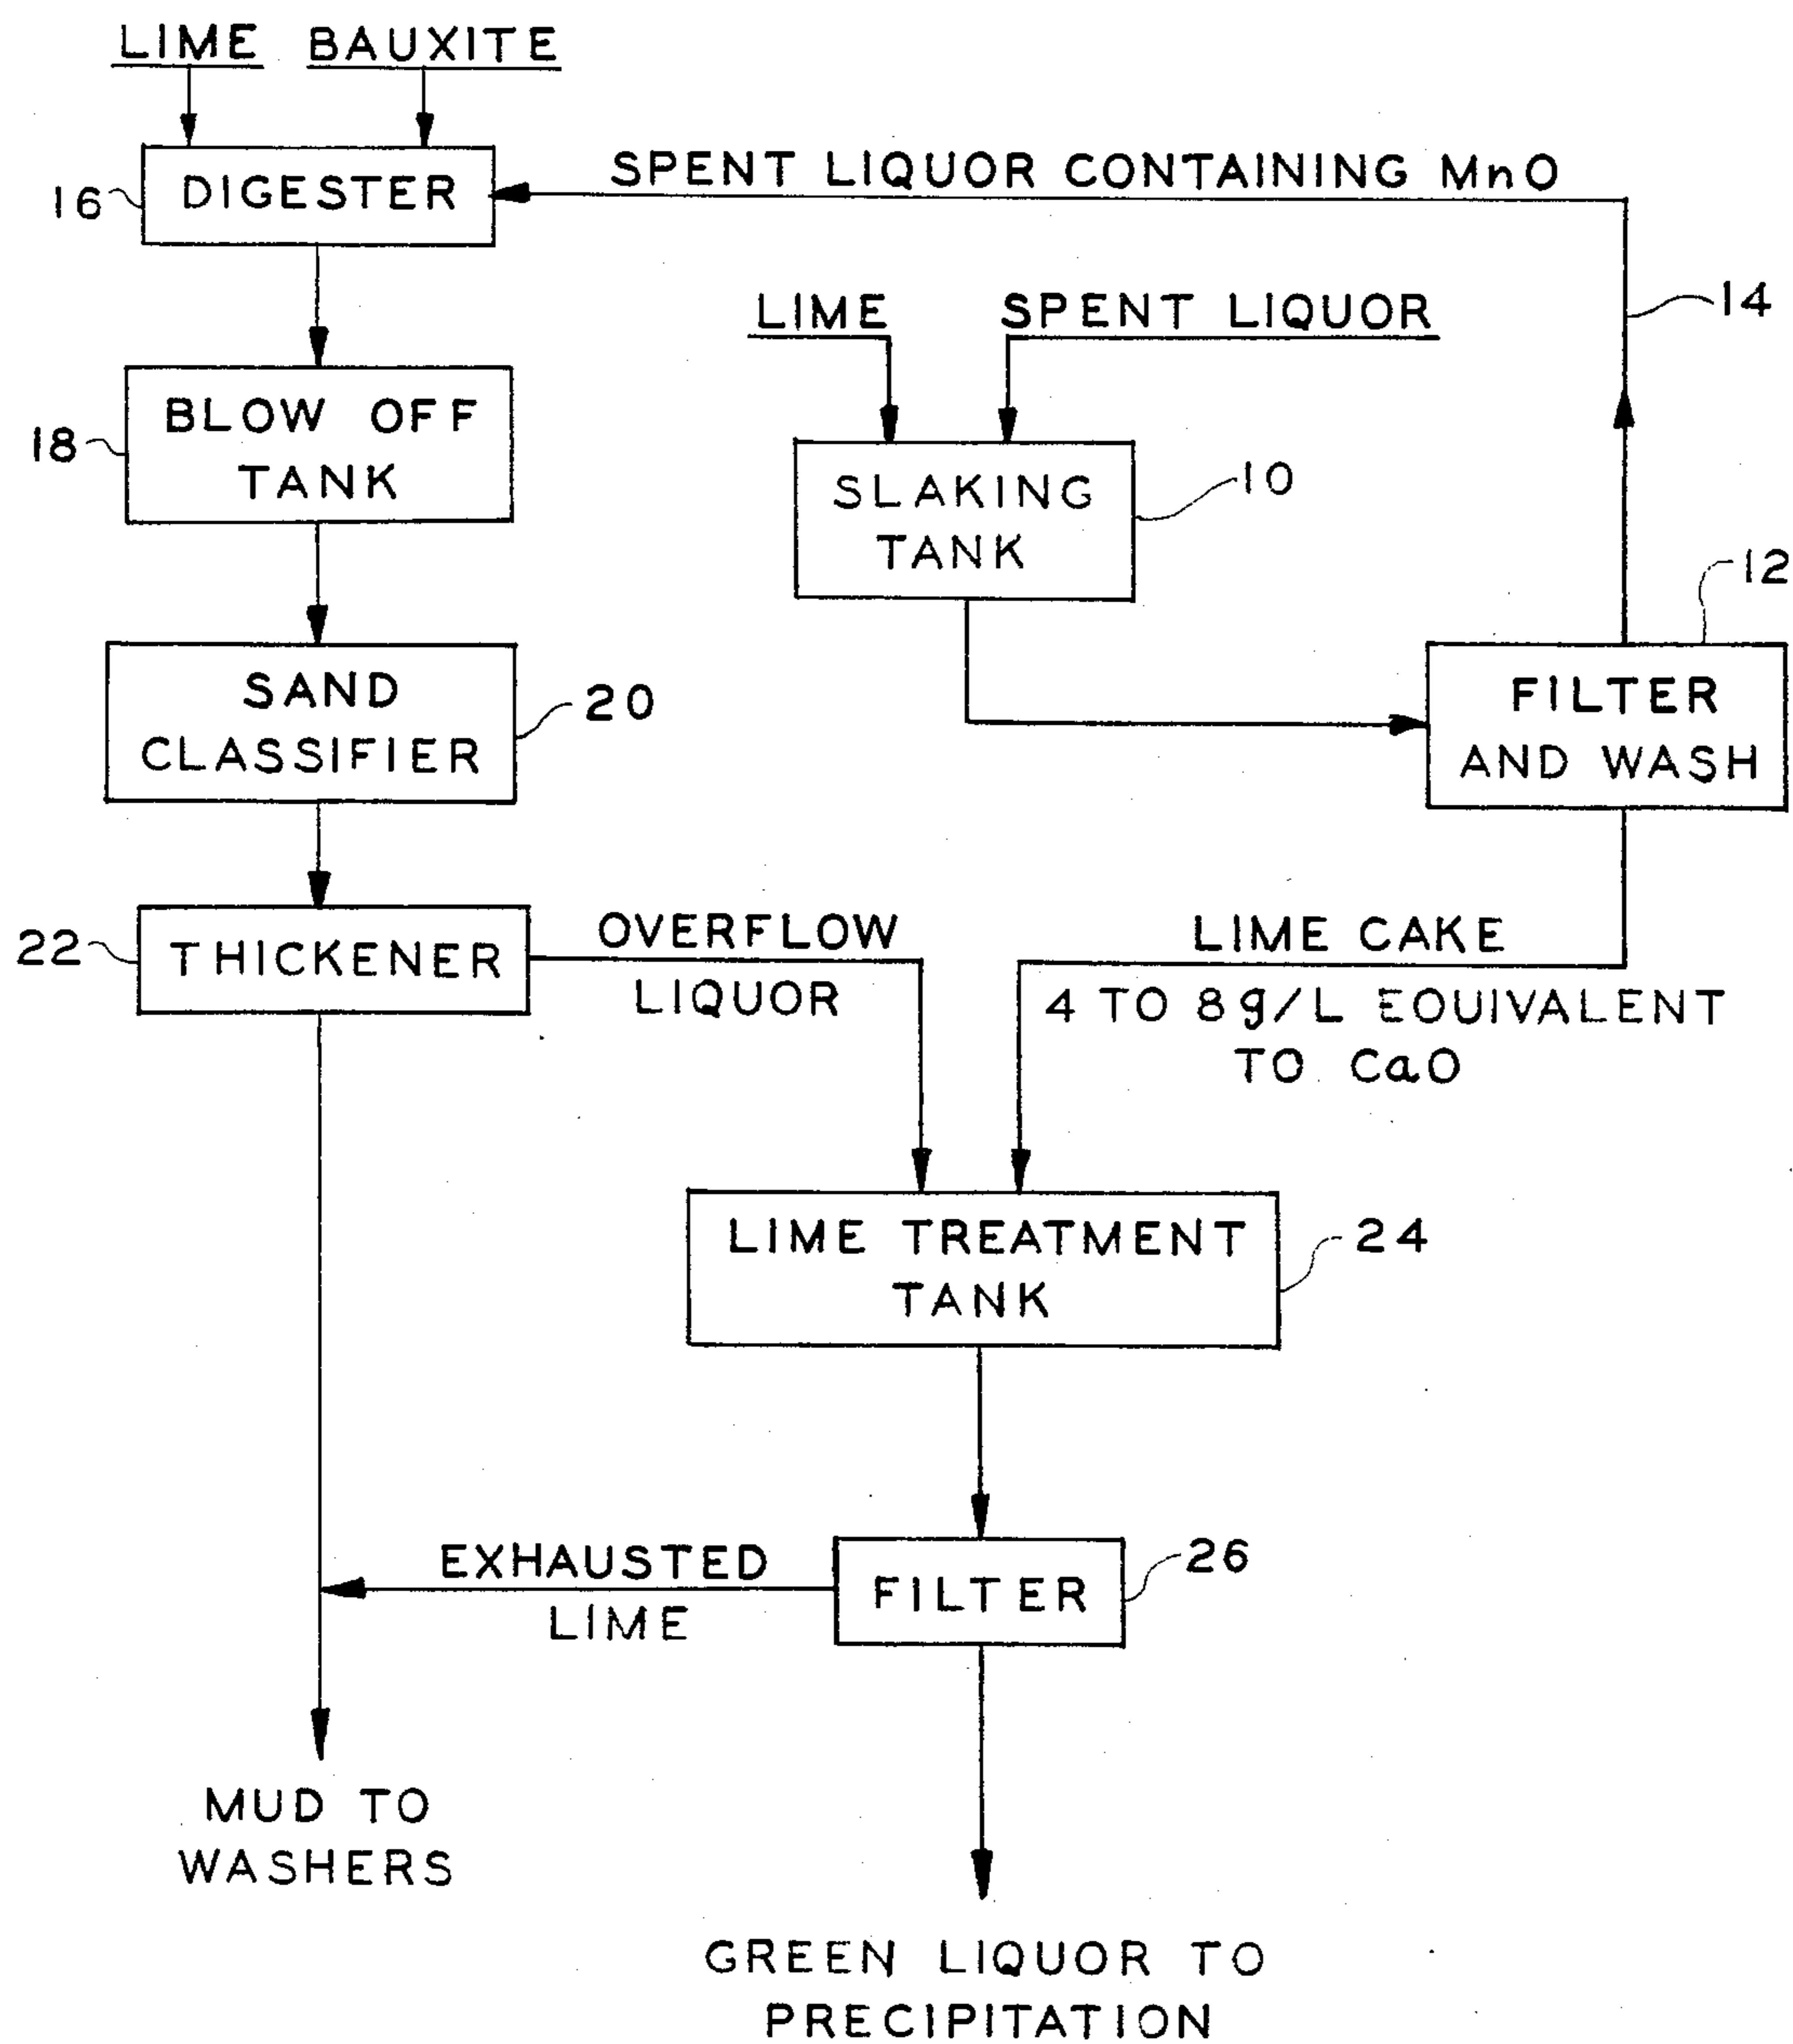 LIME BAUXITE
16
DIGESTER
SPENT LIQUOR CONTAINING MnO
LIME
SPENT LIQUOR
14
18
BLOW OFF
TANK
SLAKING
TANK
10
12
SAND
CLASSIFIER
20
FILTER
AND WASH
22
THICKENER
OVERFLOW
LIQUOR
LIME CAKE
4 TO 8g/L EQUIVALENT
TO CaO
LIME TREATMENT
TANK
24
EXHAUSTED
LIME
FILTER
26
MUD TO
WASHERS
GREEN LIQUOR TO
PRECIPITATION